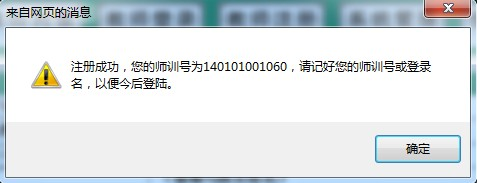 来自网页的消息
注册成功，您的师训号为140101001060，请记好您的师训号或登录
名，以便今后登陆。
确定